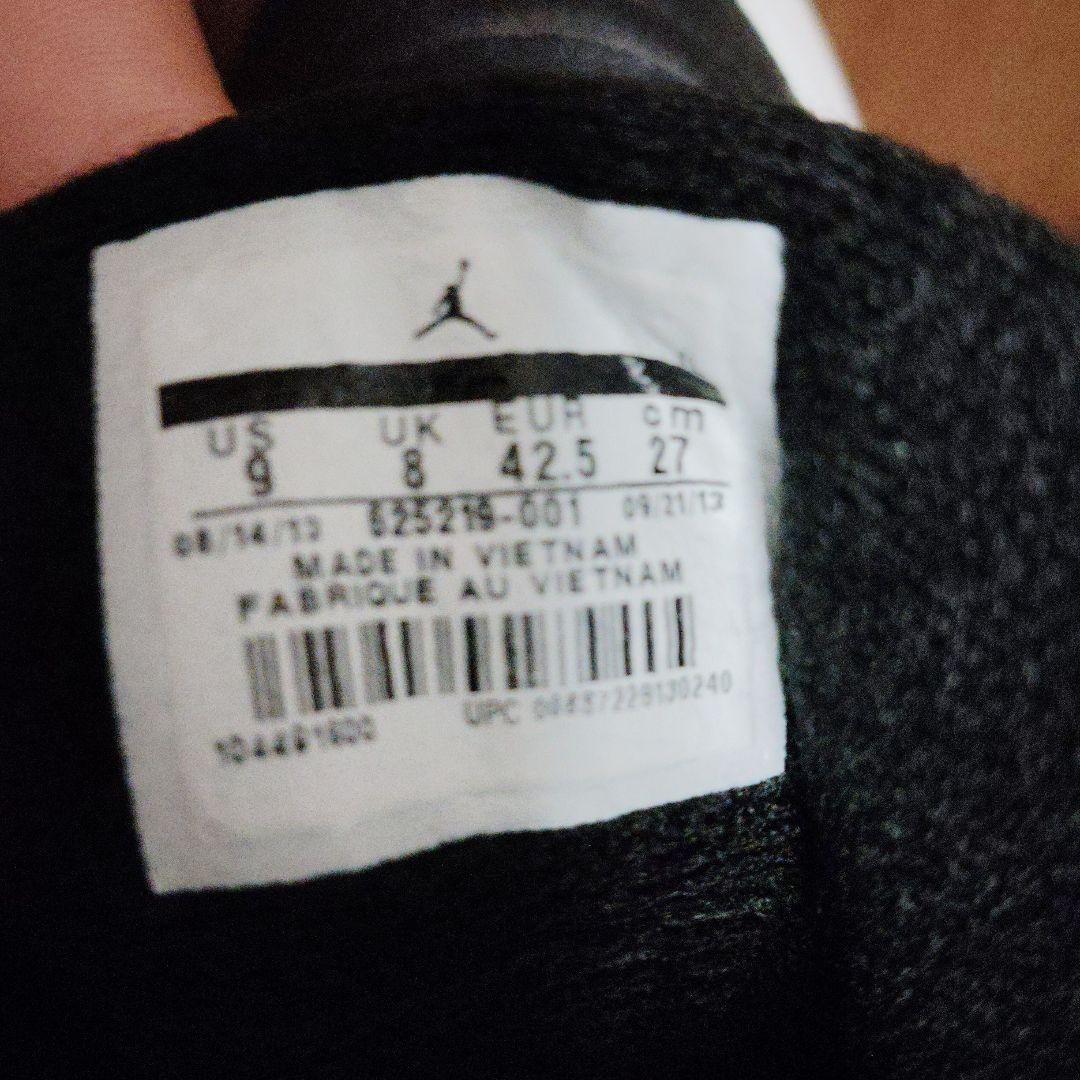 US UK EUR cm
9 8 42.5 27
08/14/13 625219-001 09/21/13
MADE IN VIETNAM
FABRIQUE AU VIETNAM
UPC